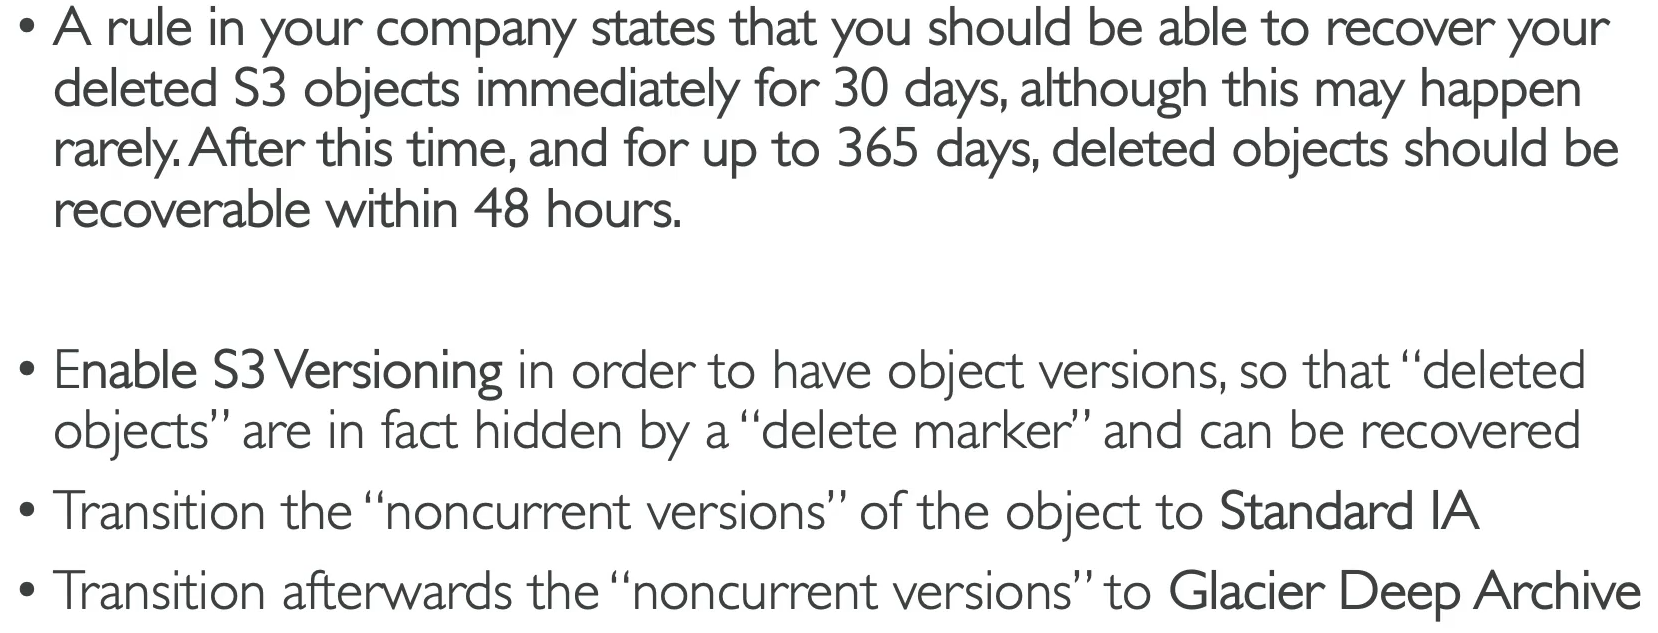 • A rule in your company states that you should be able to recover your
deleted S3 objects immediately for 30 days, although this may happen
rarely. After this time, and for up to 365 days, deleted objects should be
recoverable within 48 hours.
• Enable S3 Versioning in order to have object versions, so that “deleted
objects” are in fact hidden by a “delete marker” and can be recovered
• Transition the “noncurrent versions” of the object to Standard IA
• Transition afterwards the “noncurrent versions” to Glacier Deep Archive